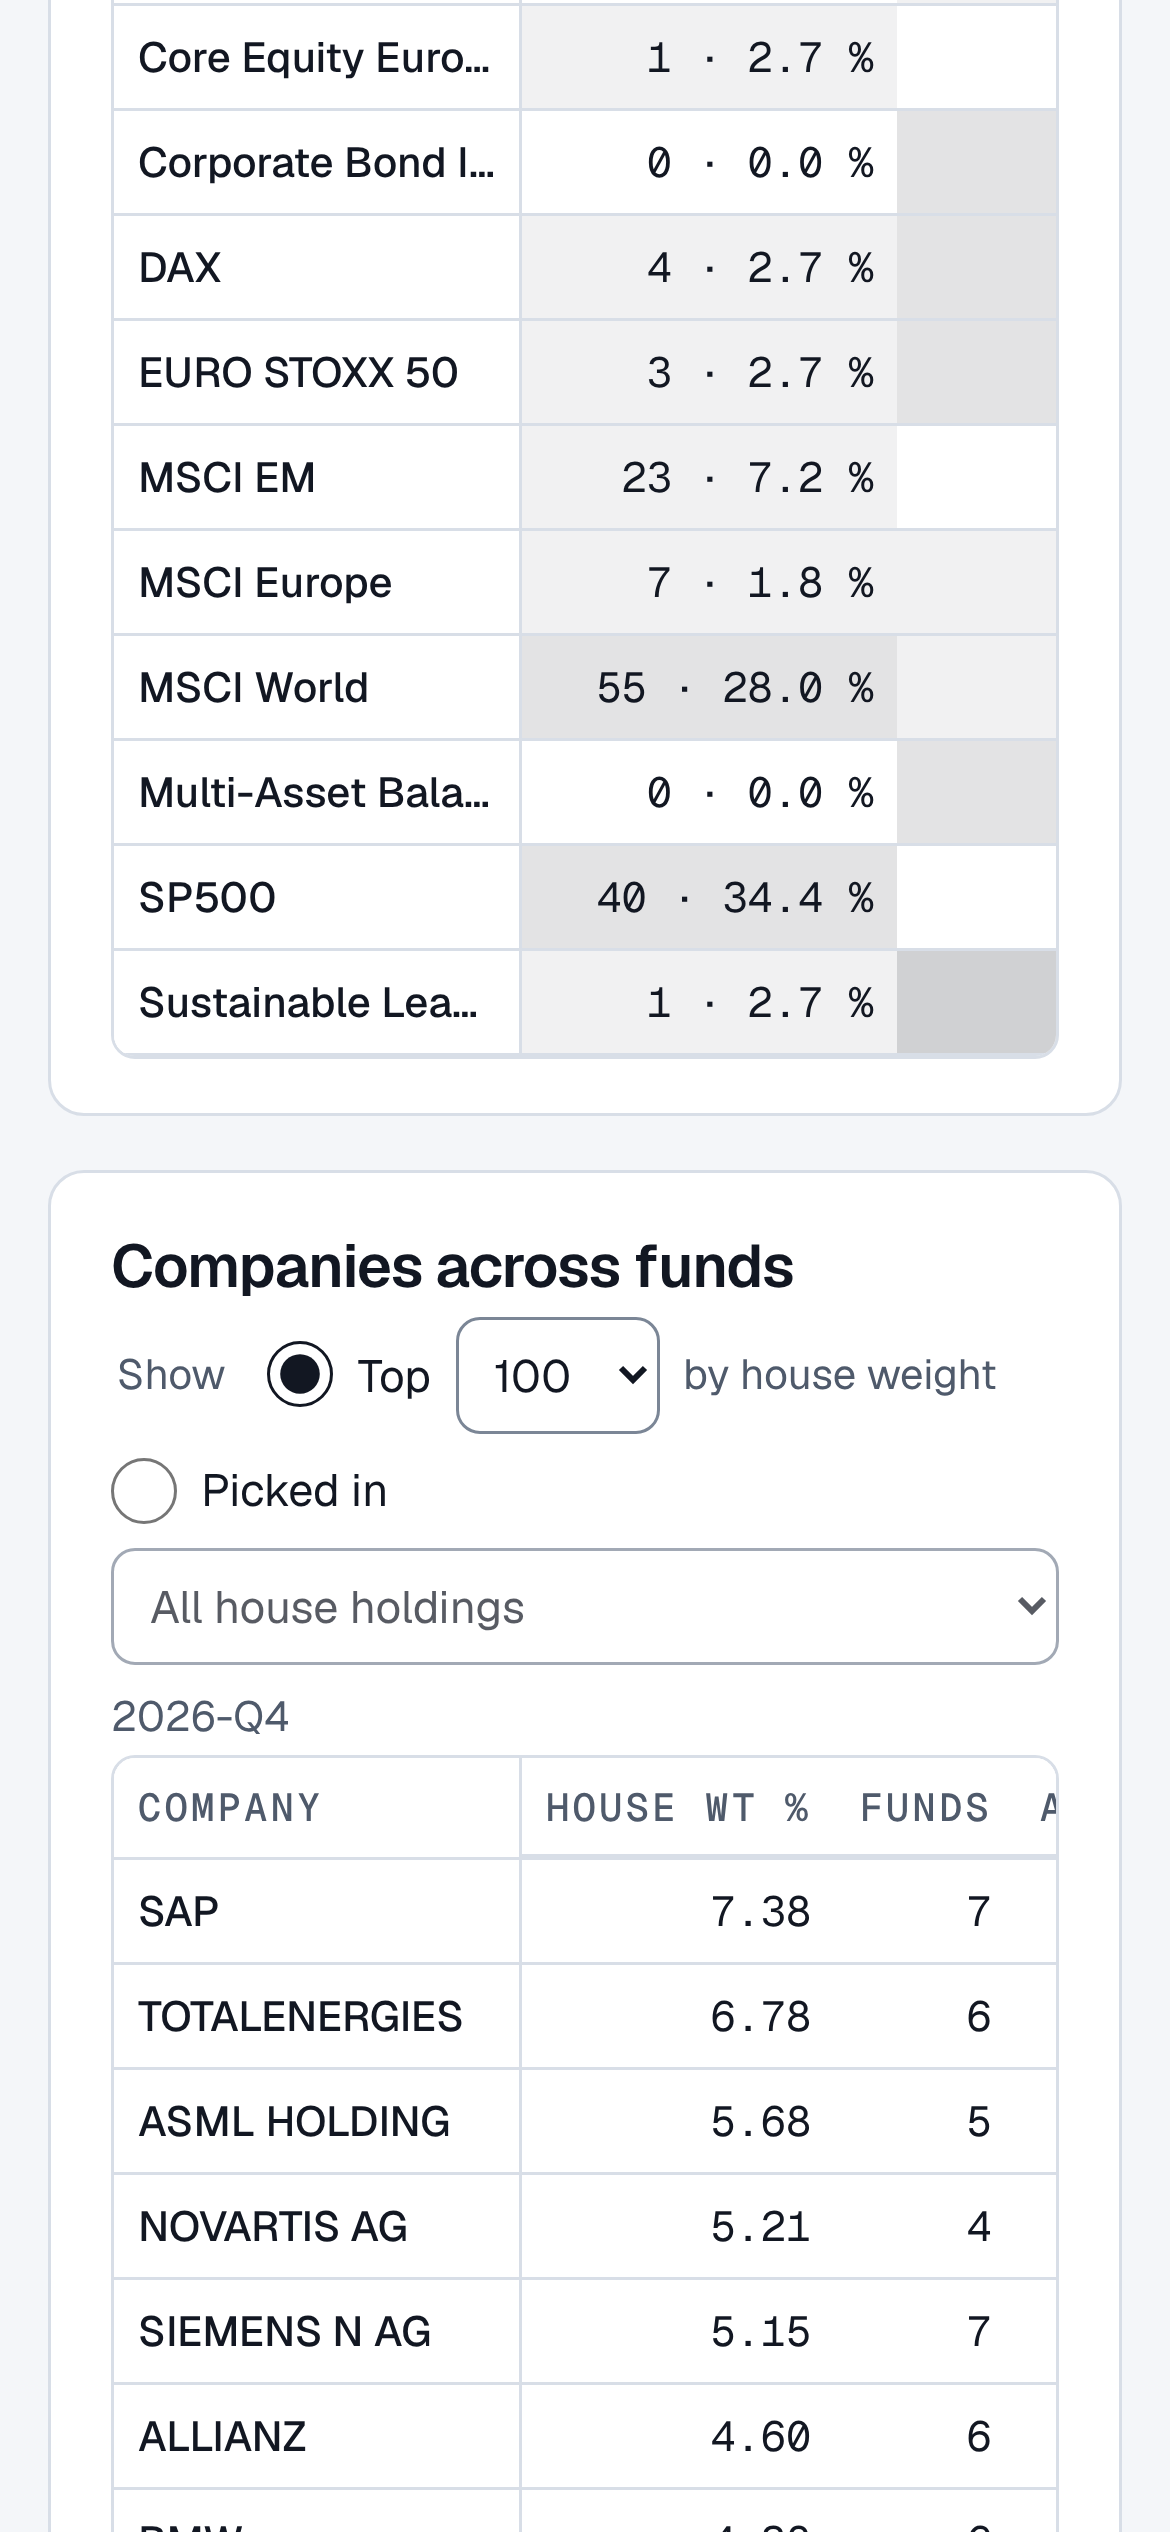 Core Equity Euro... 1 · 2.7 %
Corporate Bond I... 0 · 0.0 %
DAX 4 · 2.7 %
EURO STOXX 50 3 · 2.7 %
MSCI EM 23 · 7.2 %
MSCI Europe 7 · 1.8 %
MSCI World 55 · 28.0 %
Multi-Asset Bala... 0 · 0.0 %
SP500 40 · 34.4 %
Sustainable Lea... 1 · 2.7 %
Companies across funds
Show Top 100 by house weight
Picked in
All house holdings
2026-Q4
COMPANY HOUSE WT % FUNDS
SAP 7.38 7
TOTALENERGIES 6.78 6
ASML HOLDING 5.68 5
NOVARTIS AG 5.21 4
SIEMENS N AG 5.15 7
ALLIANZ 4.60 6